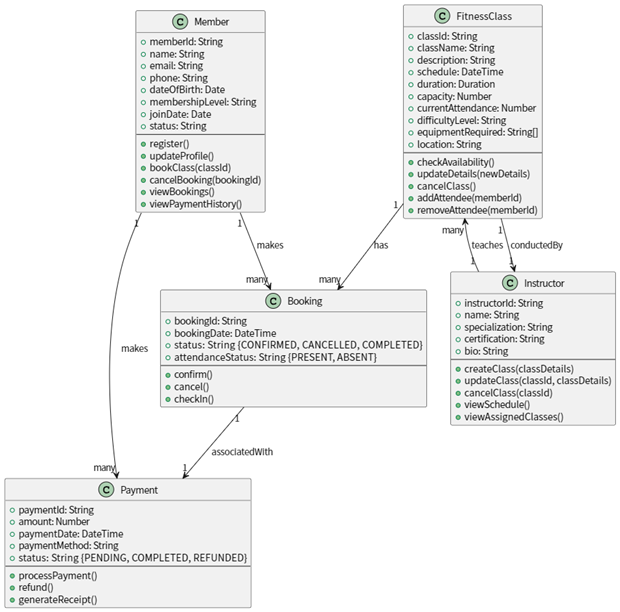 C Member
memberId: String
name: String
email: String
phone: String
dateOfBirth: Date
membershipLevel: String
joinDate: Date
status: String
register()
updateProfile()
bookClass(classId)
cancelBooking(bookingId)
viewBookings()
viewPaymentHistory()
C FitnessClass
classId: String
className: String
description: String
schedule: DateTime
duration: Duration
capacity: Number
currentAttendance: Number
difficultyLevel: String
equipmentRequired: String[]
location: String
checkAvailability()
updateDetails(newDetails)
cancelClass()
addAttendee(memberId)
removeAttendee(memberId)
1
1
1
many
1
makes
has
teaches
conductedBy
many
many
1
1
C Instructor
instructorId: String
name: String
specialization: String
certification: String
bio: String
createClass(classDetails)
updateClass(classId, classDetails)
cancelClass(classId)
viewSchedule()
viewAssignedClasses()
C Booking
bookingId: String
bookingDate: DateTime
status: String {CONFIRMED, CANCELLED, COMPLETED}
attendanceStatus: String {PRESENT, ABSENT}
confirm()
cancel()
checkIn()
makes
1
associatedWith
many
1
C Payment
paymentId: String
amount: Number
paymentDate: DateTime
paymentMethod: String
status: String {PENDING, COMPLETED, REFUNDED}
processPayment()
refund()
generateReceipt()